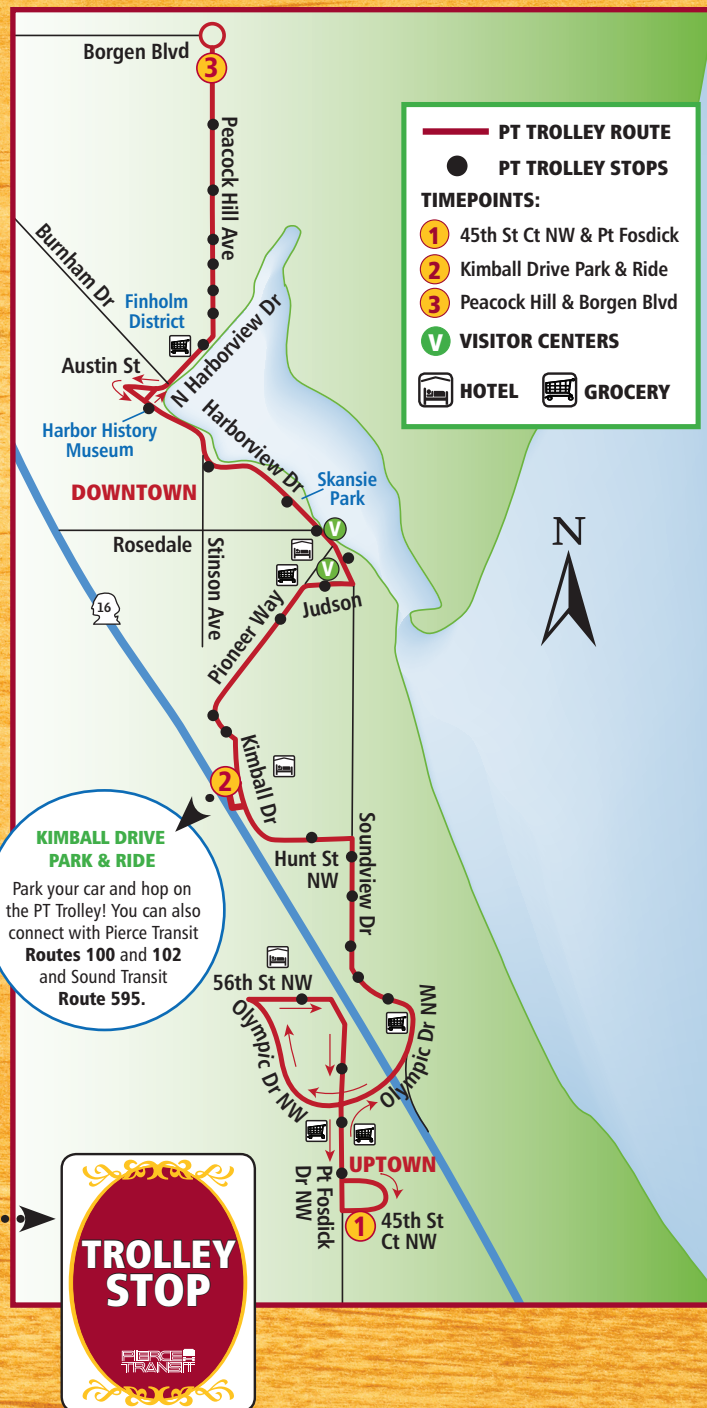 Borgen Blvd
3
Peacock Hill Ave
PT TROLLEY ROUTE
PT TROLLEY STOPS
TIMEPOINTS:
1 45th St Ct NW & Pt Fosdick
2 Kimball Drive Park & Ride
3 Peacock Hill & Borgen Blvd
V VISITOR CENTERS
HOTEL GROCERY
Burnham Dr
Finholm
District
N Harborview Dr
Austin St
Harbor History
Museum
Harborview Dr
DOWNTOWN
Skansie
Park
V
Rosedale
Stinson Ave
V
Judson
N
16
Pioneer Way
Kimball Dr
2
Hunt St
NW
Soundview Dr
KIMBALL DRIVE
PARK & RIDE
Park your car and hop on
the PT Trolley! You can also
connect with Pierce Transit
Routes 100 and 102
and Sound Transit
Route 595.
56th St NW
Olympic Dr NW
Olympic Dr NW
UPTOWN
Pt Fosdick
Dr NW
1
45th St
Ct NW
TROLLEY
STOP
PIERCE
TRANSIT